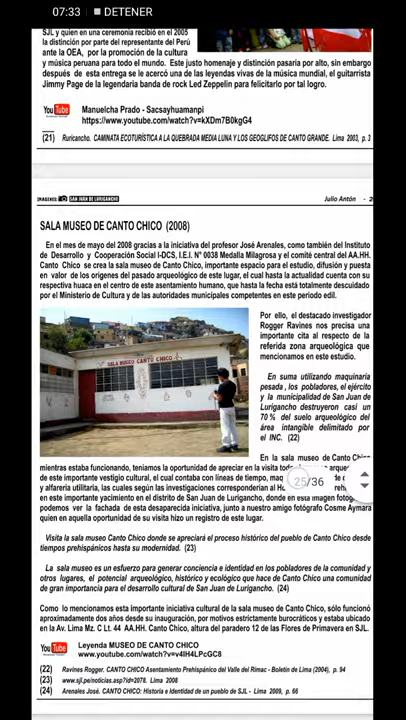 07:33 DETENER
SJL y quien en una ceremonia recibió en el 2005
la distinción por parte del representante del Perú
ante la OEA, por la promoción de la cultura
y música peruana para todo el mundo. Este justo homenaje y distinción pasaria por alto, sin embargo
después de esta entrega se le acercó una de las leyendas vivas de la música mundial, el guitarrista
Jimmy Page de la legendaria banda de rock Led Zeppelin para felicitarlo por tal logro.
YouTube
Manuelcha Prado - Sacsayhuamanpi
https://www.youtube.com/watch?v=kXDm7B0kgG4
(21) Ruricancho. CAMINATA ECOTURÍSTICA A LA QUEBRADA MEDIA LUNA Y LOS GEOGLIFOS DE CANTO GRANDE. Lima 2003, p. 3
IMAGENES SAN JUAN DE LURIGANCHO
Julio Antón - 2
SALA MUSEO DE CANTO CHICO (2008)
En el mes de mayo del 2008 gracias a la iniciativa del profesor José Arenales, como también del Instituto
de Desarrollo y Cooperación Social I-DCS, I.E.I. N° 0038 Medalla Milagrosa y el comité central del AA.HH.
Canto Chico se crea la sala museo de Canto Chico, importante espacio para el estudio, difusión y puesta
en valor de los orígenes del pasado arqueológico de este lugar, el cual hasta la actualidad cuenta con su
respectiva huaca en el centro de este asentamiento humano, que hasta la fecha está totalmente descuidado
por el Ministerio de Cultura y de las autoridades municipales competentes en este periodo edil.
SALA MUSEO CANTO CHICO
Por ello, el destacado investigador
Rogger Ravines nos precisa una
importante cita al respecto de la
referida zona arqueológica que
mencionamos en este estudio.
En suma utilizando maquinaria
pesada , los pobladores, el ejército
y la municipalidad de San Juan de
Lurigancho destruyeron casi un
70 % del suelo arqueológico del
área intangible delimitado por
el INC. (22)
En la sala museo de Canto Chico
mientras estaba funcionando, teniamos la oportunidad de apreciar en la visita
de este importante vestigio cultural, el cual contaba con líneas de tiempo,
y alfarería utilitaria, las cuales según las investigaciones corresponderían al
en este importante yacimiento en el distrito de San Juan de Lurigancho, donde en esta imagen
podemos ver la fachada de esta desaparecida iniciativa, junto a nuestro amigo fotógrafo Cosme Aymara
quien en aquella oportunidad de su visita hizo un registro de este lugar.
25/36
Visita la sala museo Canto Chico donde se apreciará el proceso histórico del pueblo de Canto Chico desde
tiempos prehispánicos hasta su modernidad. (23)
La sala museo es un esfuerzo para generar conciencia e identidad en los pobladores de la comunidad y
otros lugares, el potencial arqueológico, histórico y ecológico que hace de Canto Chico una comunidad
de gran importancia para el desarrollo cultural de San Juan de Lurigancho. (24)
Como lo mencionamos esta importante iniciativa cultural de la sala museo de Canto Chico, sólo funcionó
aproximadamente dos años desde su inauguración, por motivos estrictamente burocráticos y estaba ubicado
en la Av. Lima Mz. C Lt. 44 AA.HH. Canto Chico, altura del paradero 12 de las Flores de Primavera en SJL.
YouTube
Leyenda MUSEO DE CANTO CHICO
www.youtube.com/watch?v=v4IH4LPcGC8
(22) Ravines Rogger. CANTO CHICO Asentamiento Prehispánico del Valle del Rimac - Boletín de Lima (2004), p. 94
(23) www.sjl.pe/noticias.asp?id=2078. Lima 2008
(24) Arenales José. CANTO CHICO: Historia e Identidad de un pueblo de SJL - Lima 2009, p. 66